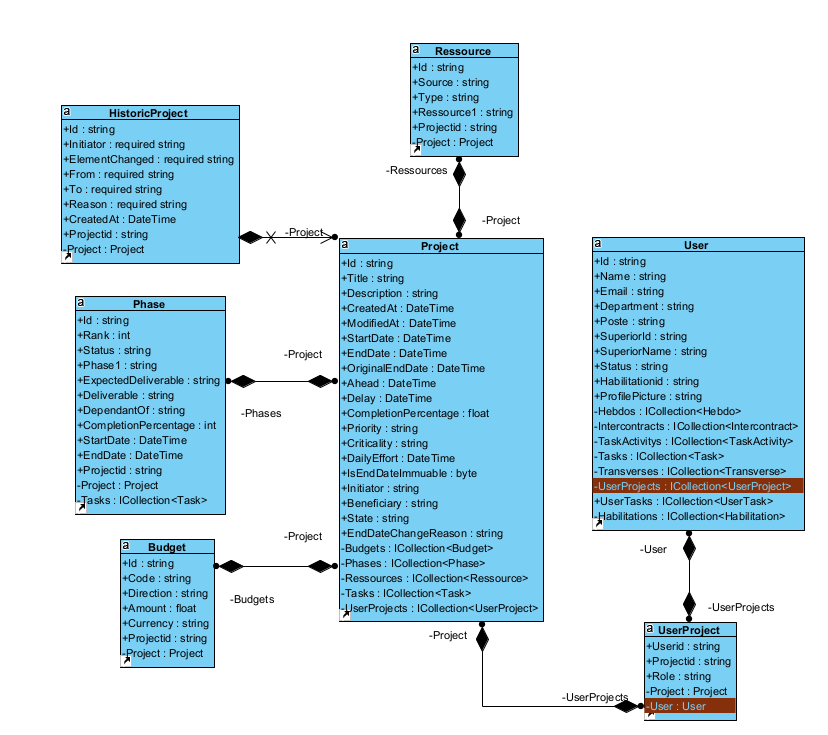 a
Ressource
+Id : string
+Source : string
+Type : string
+Ressource1 : string
+Projectid : string
-Project : Project
-Ressources
-Project
a
HistoricProject
+Id : string
+Initiator : required string
+ElementChanged : required string
+From : required string
+To : required string
+Reason : required string
+CreatedAt : DateTime
+Projectid : string
-Project : Project
-Project
a
Project
+Id : string
+Title : string
+Description : string
+CreatedAt : DateTime
+ModifiedAt : DateTime
+StartDate : DateTime
+EndDate : DateTime
+OriginalEndDate : DateTime
+Ahead : DateTime
+Delay : DateTime
+CompletionPercentage : float
+Priority : string
+Criticality : string
+DailyEffort : DateTime
+IsEndDateImmuable : byte
+Initiator : string
+Beneficiary : string
+State : string
+EndDateChangeReason : string
-Budgets : ICollection<Budget>
-Phases : ICollection<Phase>
-Ressources : ICollection<Ressource>
-Tasks : ICollection<Task>
-UserProjects : ICollection<UserProject>
a
User
+Id : string
+Name : string
+Email : string
+Department : string
+Poste : string
+SuperiorId : string
+SuperiorName : string
+Status : string
+Habilitationid : string
+ProfilePicture : string
-Hebdos : ICollection<Hebdo>
-Intercontracts : ICollection<Intercontract>
-TaskActivitys : ICollection<TaskActivity>
-Tasks : ICollection<Task>
-Transverses : ICollection<Transverse>
-UserProjects : ICollection<UserProject>
+UserTasks : ICollection<UserTask>
-Habilitations : ICollection<Habilitation>
a
Phase
+Id : string
+Rank : int
+Status : string
+Phase1 : string
+ExpectedDeliverable : string
+Deliverable : string
+DependantOf : string
+CompletionPercentage : int
+StartDate : DateTime
+EndDate : DateTime
+Projectid : string
-Project : Project
-Tasks : ICollection<Task>
-Project
-Phases
a
Budget
+Id : string
+Code : string
+Direction : string
+Amount : float
+Currency : string
+Projectid : string
-Project : Project
-Project
-Budgets
-User
-UserProjects
-Project
-UserProjects
a
UserProject
+Userid : string
+Projectid : string
+Role : string
-Project : Project
-User : User